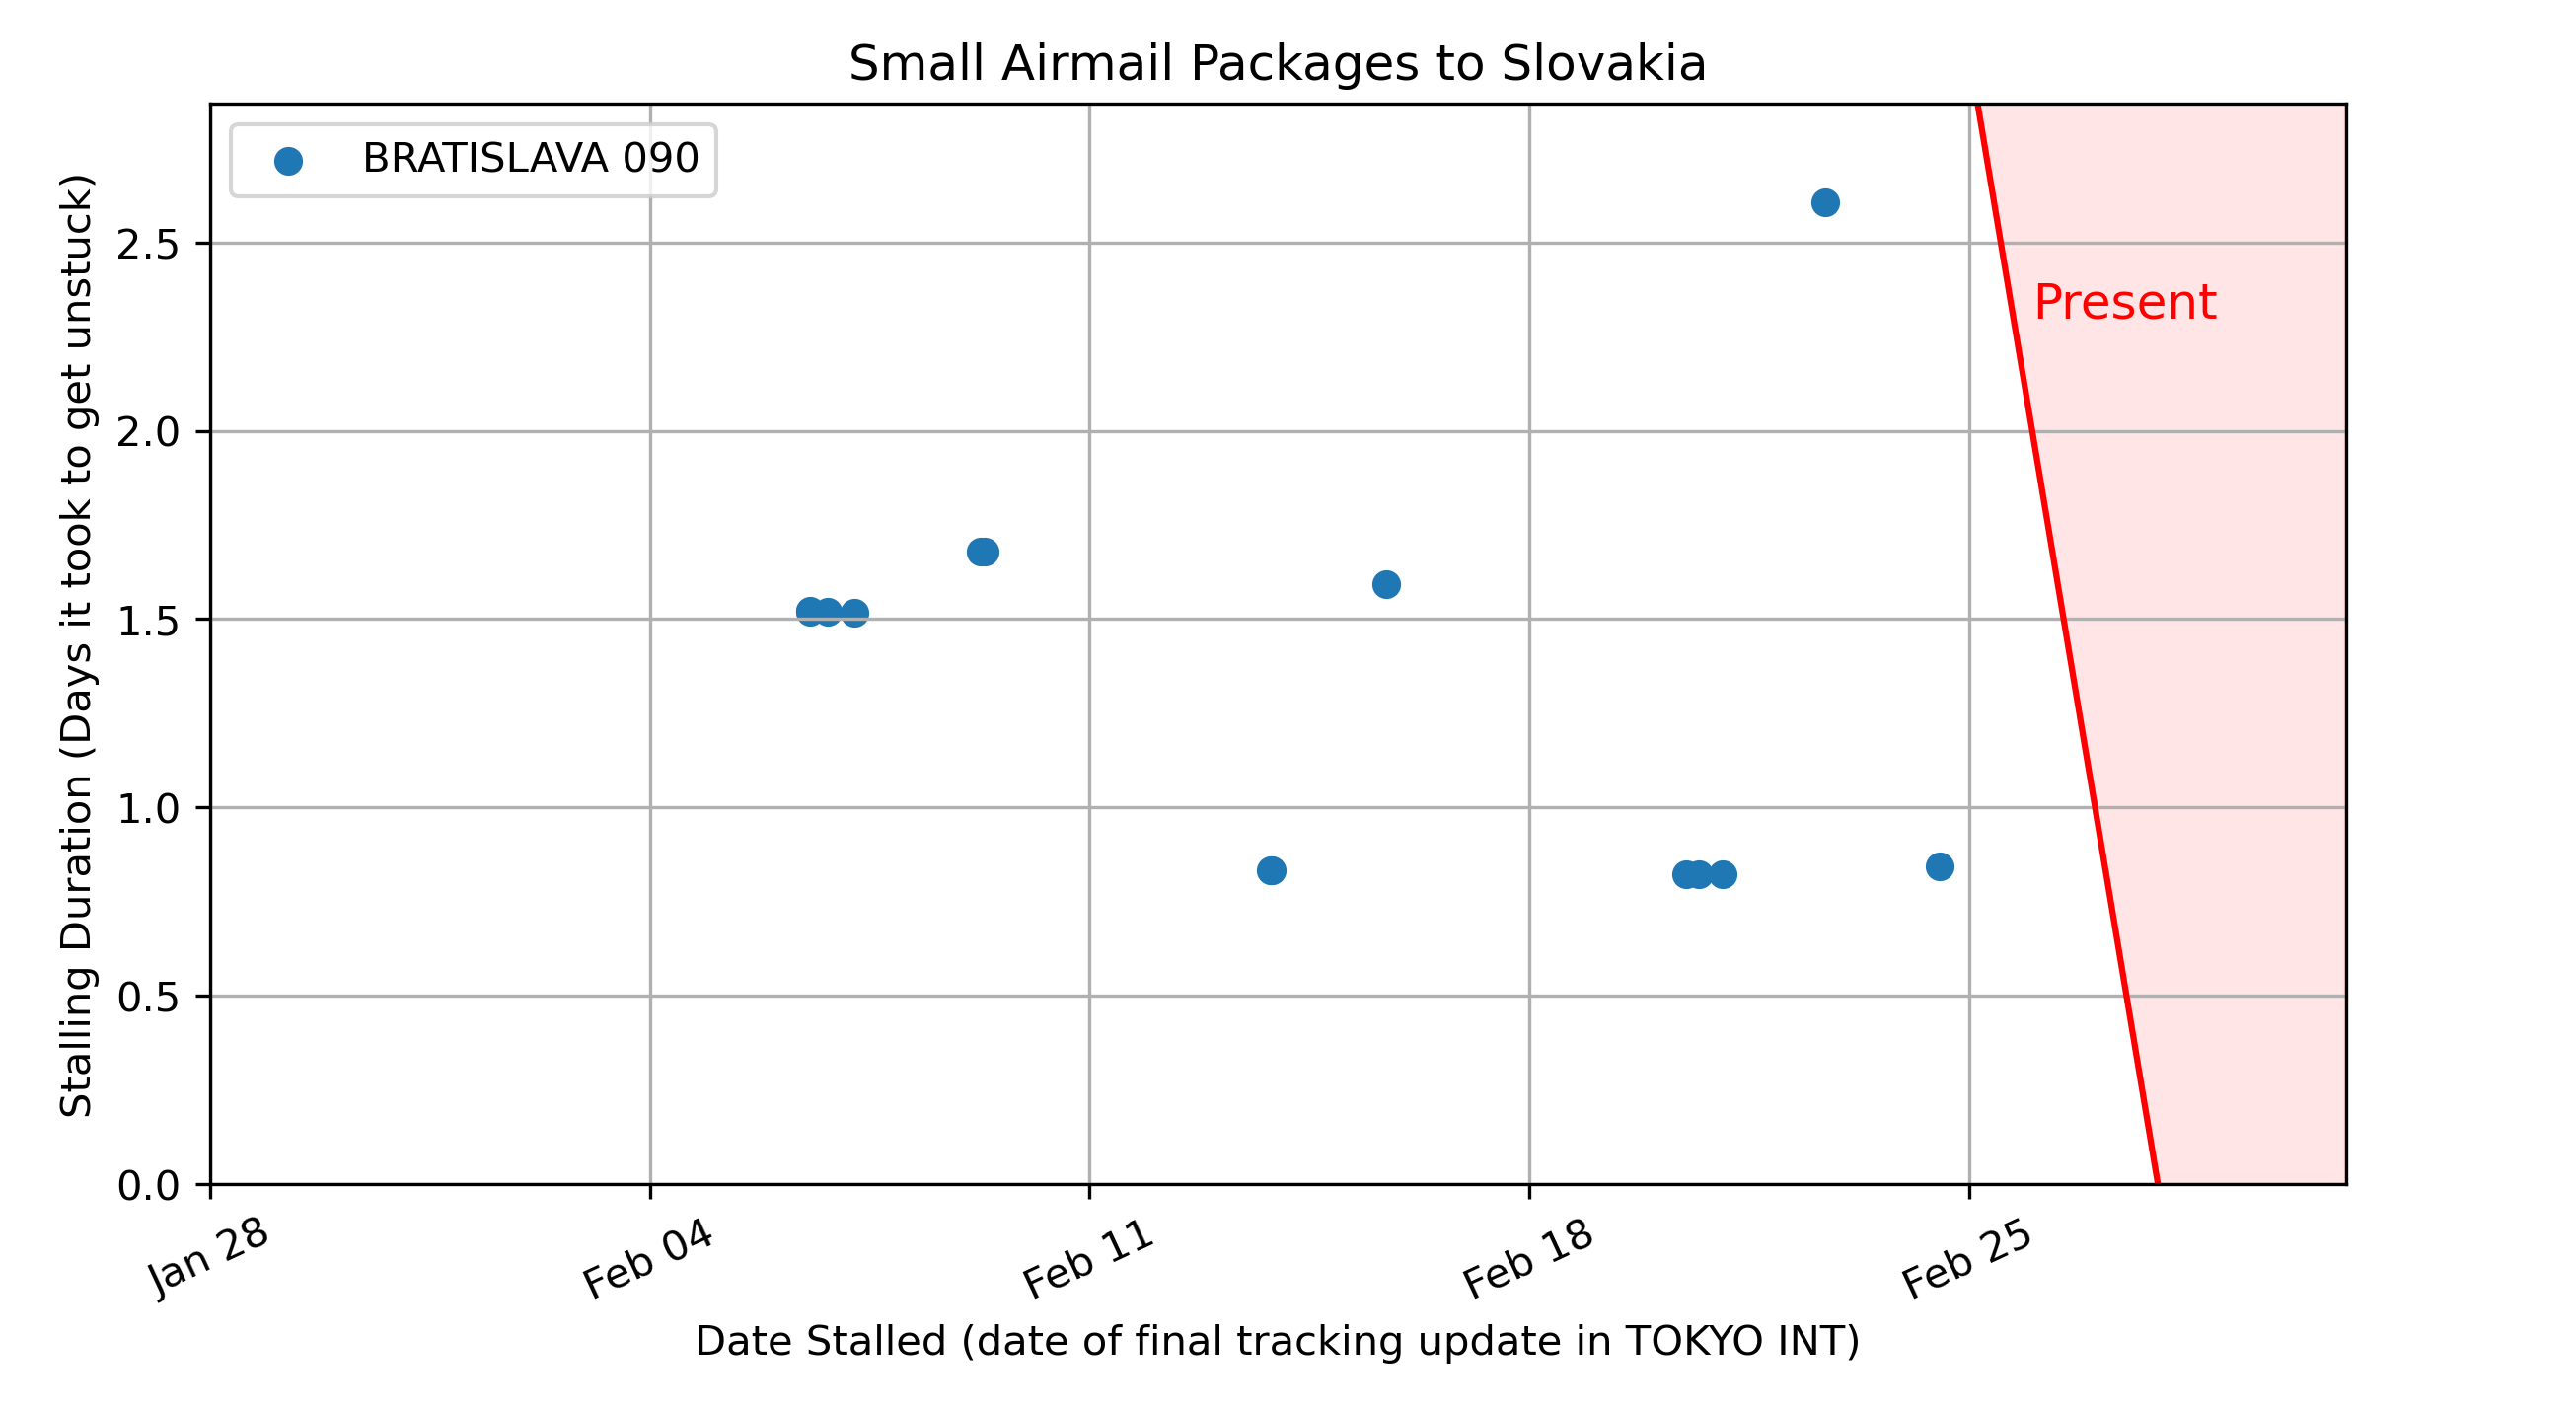 Small Airmail Packages to Slovakia
BRATISLAVA 090
Present
Stalling Duration (Days it took to get unstuck)
2.5
2.0
1.5
1.0
0.5
0.0
Jan 28
Feb 04
Feb 11
Feb 18
Feb 25
Date Stalled (date of final tracking update in TOKYO INT)